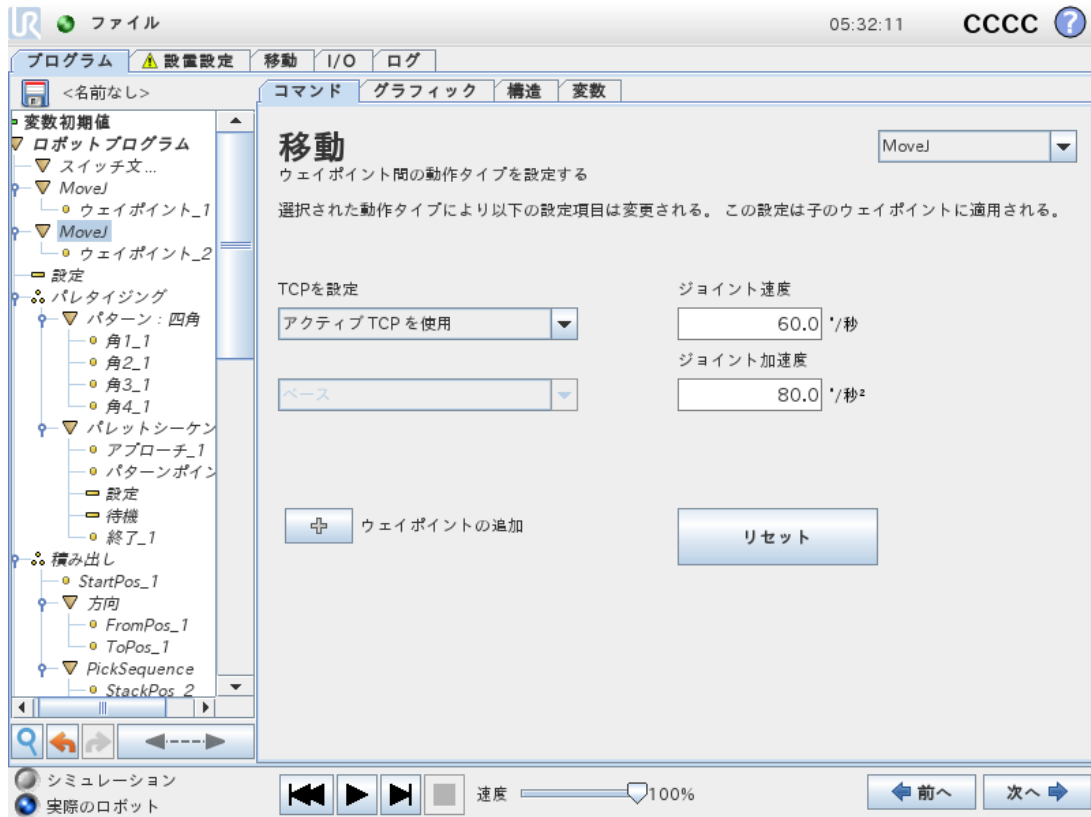 UR ファイル 05:32:11 CCCC ?
プログラム 設置設定 移動 I/O ログ
<名前なし>
コマンド グラフィック 構造 変数
変数初期値
ロボットプログラム
スイッチ文...
MoveJ
ウェイポイント_1
MoveJ
ウェイポイント_2
設定
パレタイジング
パターン : 四角
角1_1
角2_1
角3_1
角4_1
パレットシーケン
アプローチ_1
パターンポイン
設定
待機
終了_1
積み出し
StartPos_1
方向
FromPos_1
ToPos_1
PickSequence
StackPos_2
移動
MoveJ
ウェイポイント間の動作タイプを設定する
選択された動作タイプにより以下の設定項目は変更される。 この設定は子のウェイポイントに適用される。
TCPを設定
アクティブ TCP を使用
ベース
ジョイント速度
60.0 °/秒
ジョイント加速度
80.0 °/秒²
ウェイポイントの追加
リセット
シミュレーション
実際のロボット
速度 100%
前へ
次へ